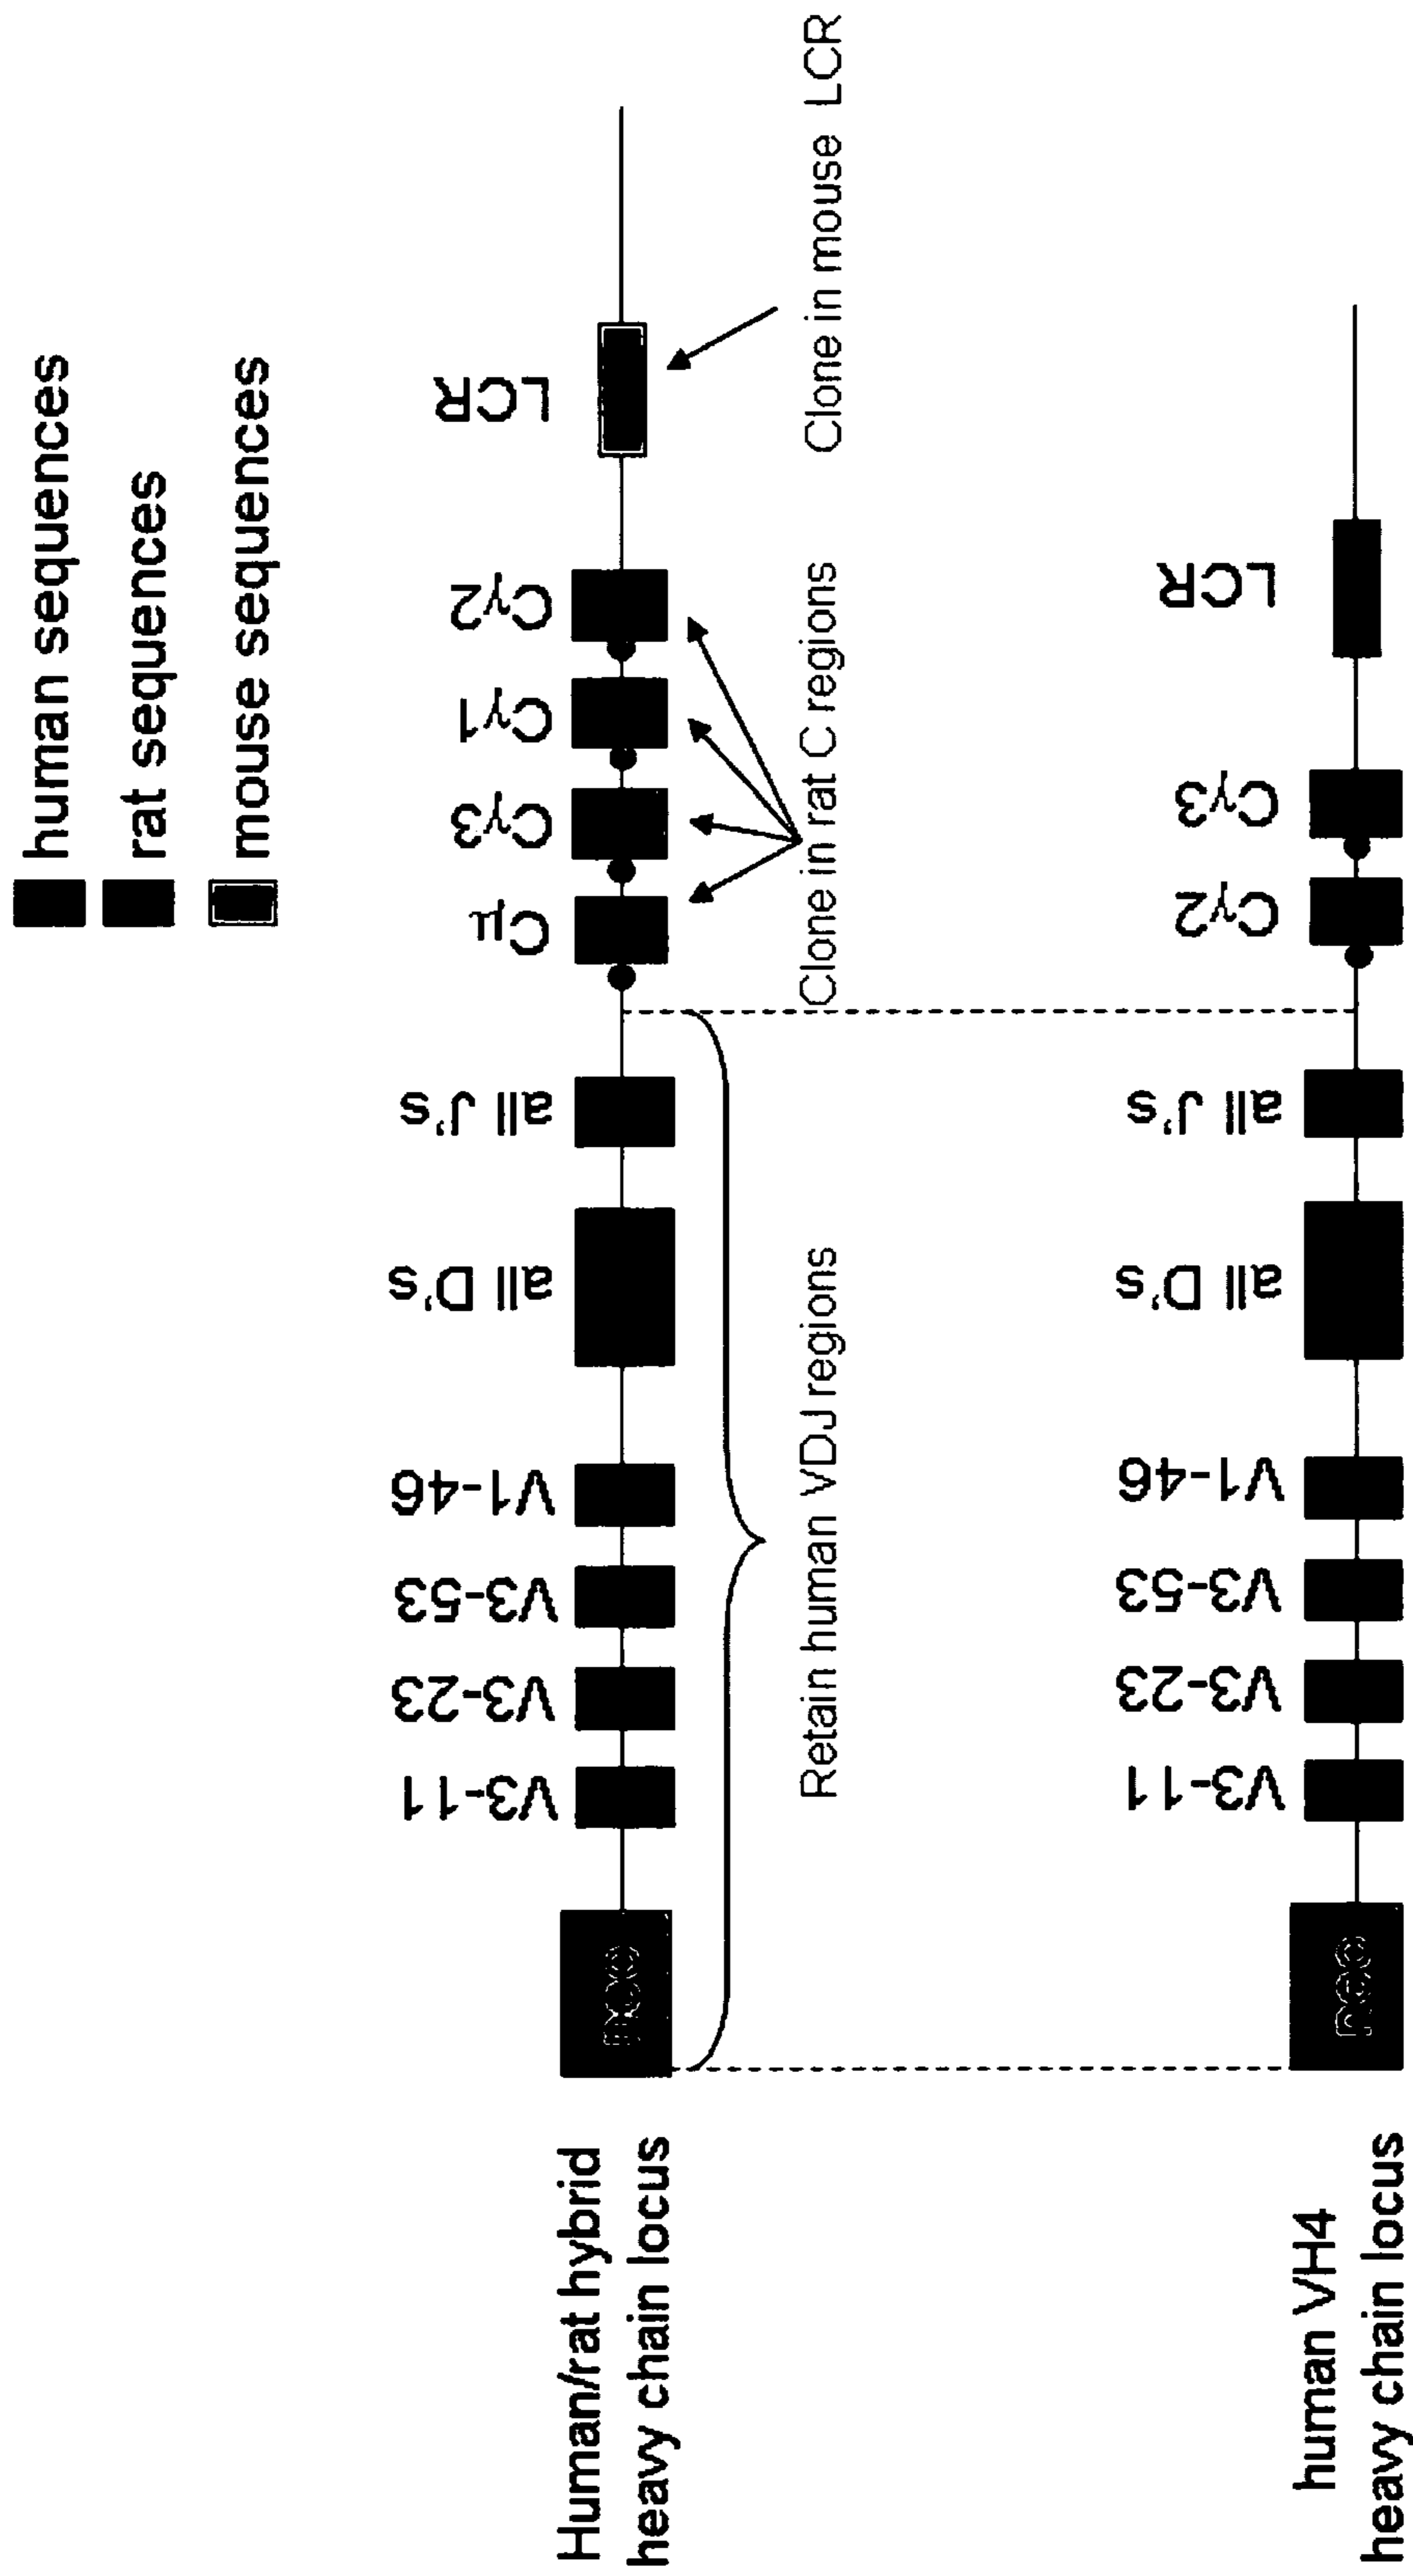 human sequences
rat sequences
mouse sequences
Human/rat hybrid
heavy chain locus
neo
V3-11
V3-23
V3-53
V1-46
all D's
all J's
Cμ
Cγ3
Cγ1
Cγ2
LCR
Retain human VDJ regions
Clone in rat C regions
Clone in mouse LCR
human VH4
heavy chain locus
neo
V3-11
V3-23
V3-53
V1-46
all D's
all J's
Cγ2
Cγ3
LCR